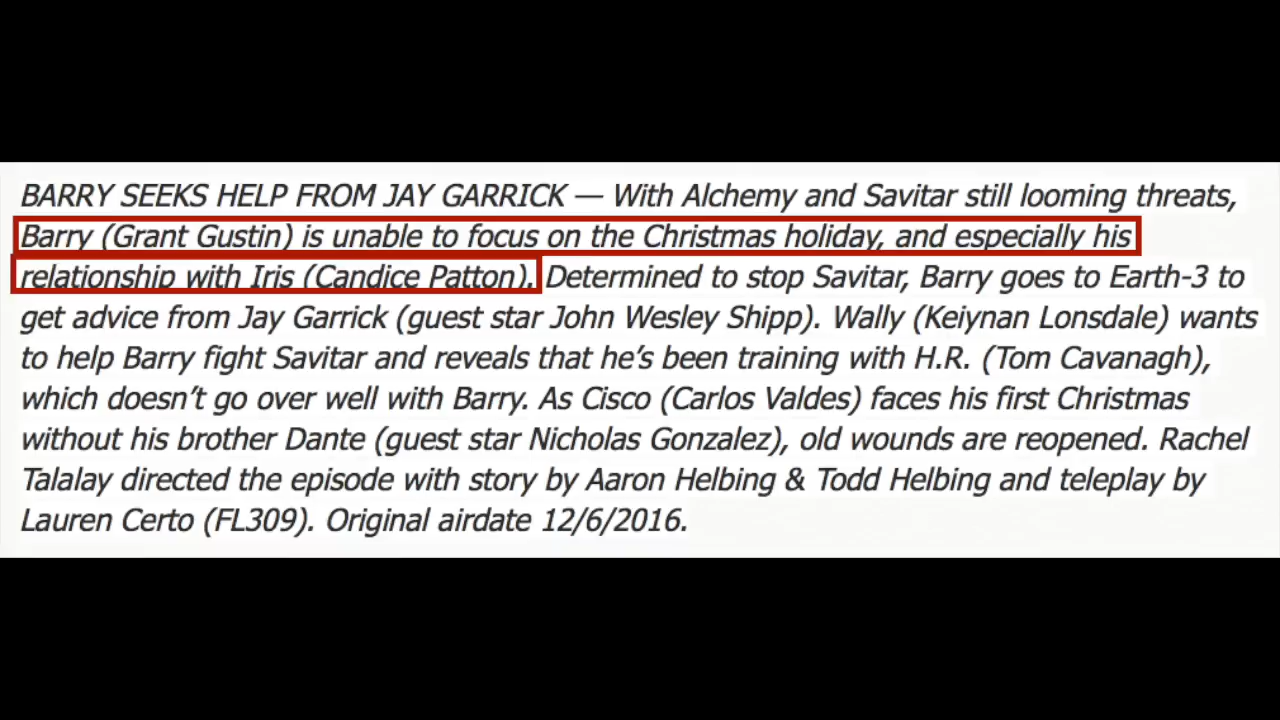 BARRY SEEKS HELP FROM JAY GARRICK — With Alchemy and Savitar still looming threats,
Barry (Grant Gustin) is unable to focus on the Christmas holiday, and especially his
relationship with Iris (Candice Patton). Determined to stop Savitar, Barry goes to Earth-3 to
get advice from Jay Garrick (guest star John Wesley Shipp). Wally (Keiynan Lonsdale) wants
to help Barry fight Savitar and reveals that he’s been training with H.R. (Tom Cavanagh),
which doesn’t go over well with Barry. As Cisco (Carlos Valdes) faces his first Christmas
without his brother Dante (guest star Nicholas Gonzalez), old wounds are reopened. Rachel
Talalay directed the episode with story by Aaron Helbing & Todd Helbing and teleplay by
Lauren Certo (FL309). Original airdate 12/6/2016.